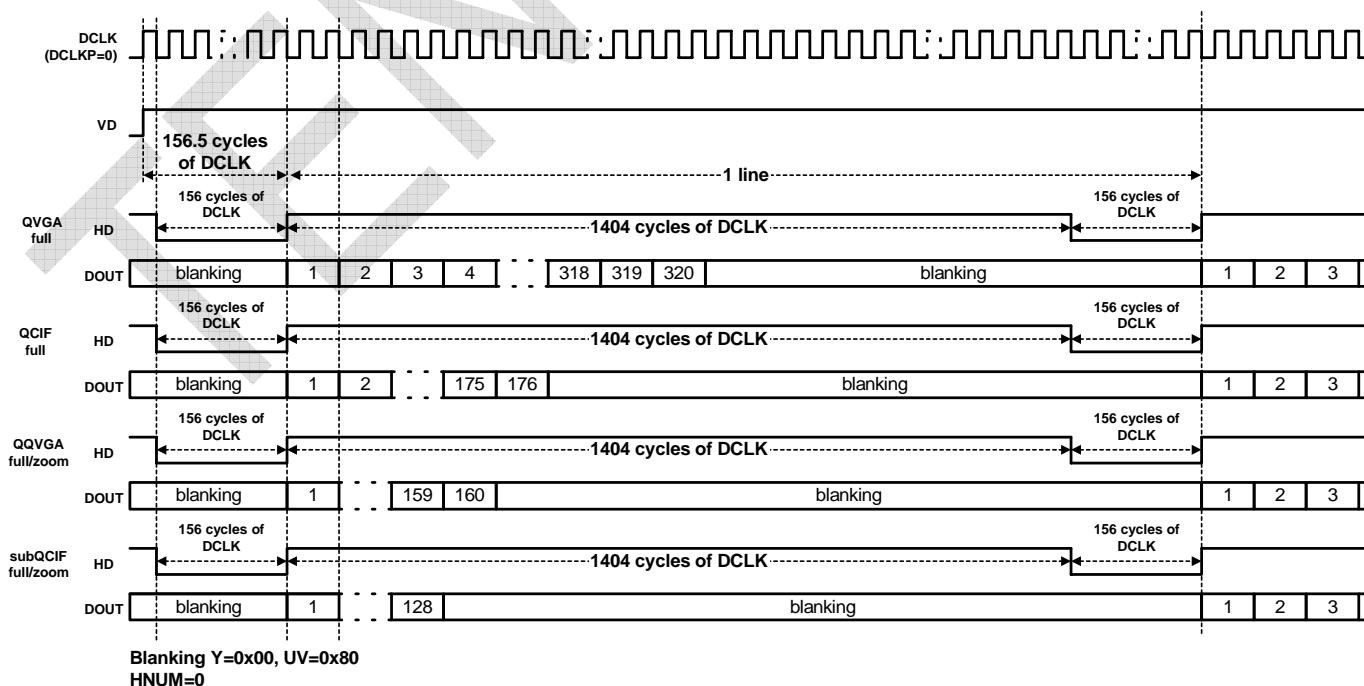 DCLK
(DCLKP=0)
VD
156.5 cycles
of DCLK
1 line
156 cycles of
DCLK
156 cycles of
DCLK
QVGA
full
HD
1404 cycles of DCLK
DOUT
blanking
1
2
3
4
318
319
320
blanking
1
2
3
156 cycles of
DCLK
156 cycles of
DCLK
QCIF
full
HD
1404 cycles of DCLK
DOUT
blanking
1
2
175
176
blanking
1
2
3
156 cycles of
DCLK
156 cycles of
DCLK
QQVGA
full/zoom
HD
1404 cycles of DCLK
DOUT
blanking
1
159
160
blanking
1
2
3
156 cycles of
DCLK
156 cycles of
DCLK
subQCIF
full/zoom
HD
1404 cycles of DCLK
DOUT
blanking
1
128
blanking
1
2
3
Blanking Y=0x00, UV=0x80
HNUM=0